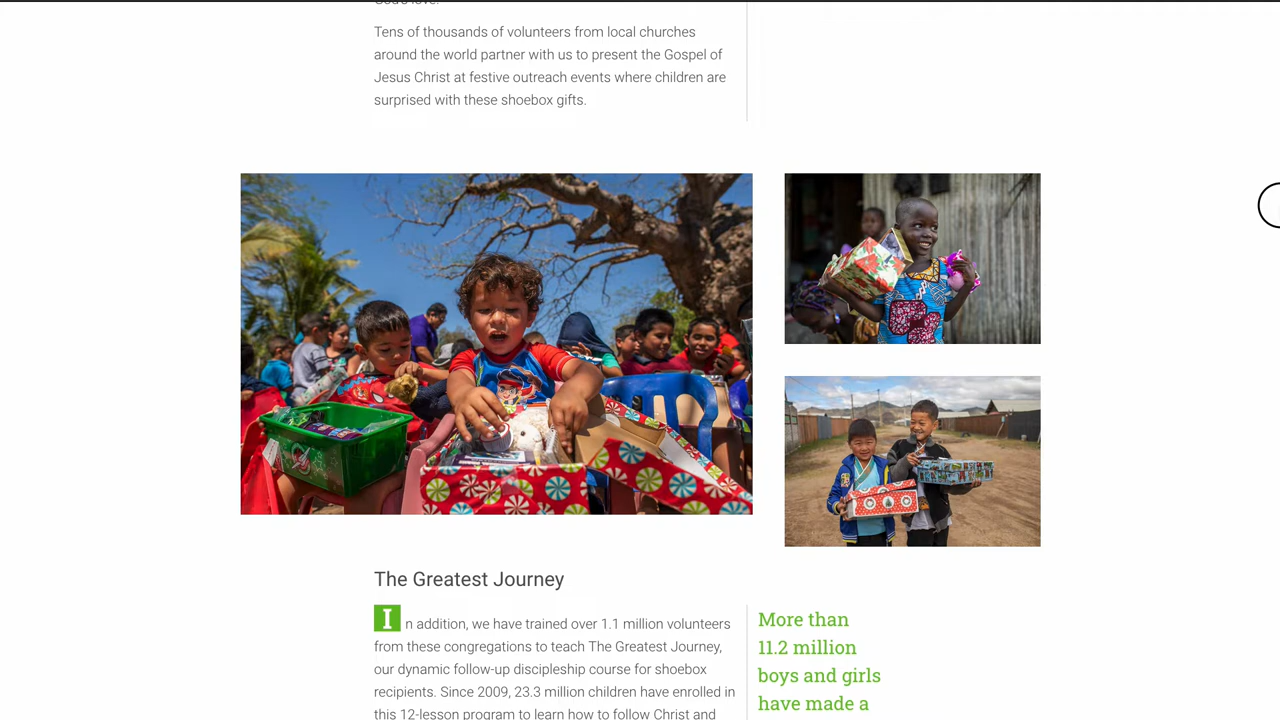 Tens of thousands of volunteers from local churches
around the world partner with us to present the Gospel of
Jesus Christ at festive outreach events where children are
surprised with these shoebox gifts.
The Greatest Journey
In addition, we have trained over 1.1 million volunteers
from these congregations to teach The Greatest Journey,
our dynamic follow-up discipleship course for shoebox
recipients. Since 2009, 23.3 million children have enrolled in
this 12-lesson program to learn how to follow Christ and
More than
11.2 million
boys and girls
have made a